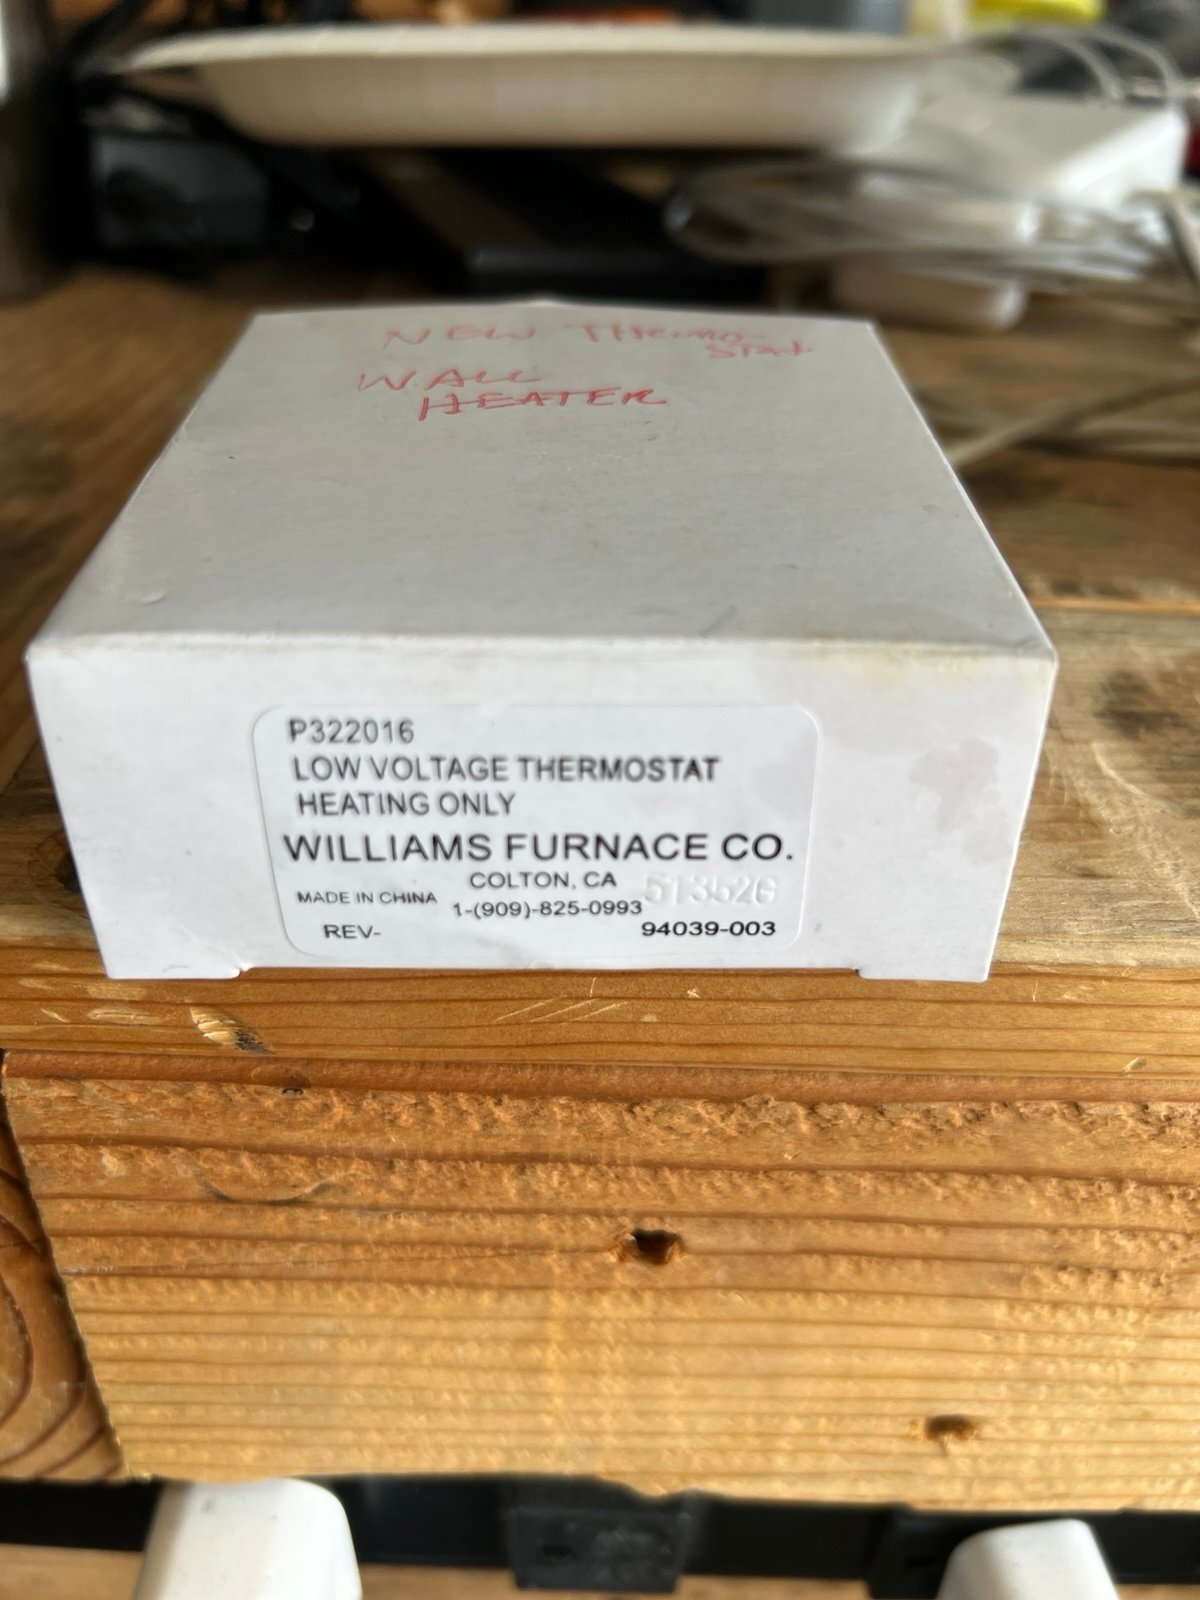 NEW THERMO-
STAT
WALL
HEATER
P322016
LOW VOLTAGE THERMOSTAT
HEATING ONLY
WILLIAMS FURNACE CO.
COLTON, CA
513526
MADE IN CHINA
1-(909)-825-0993
REV-
94039-003